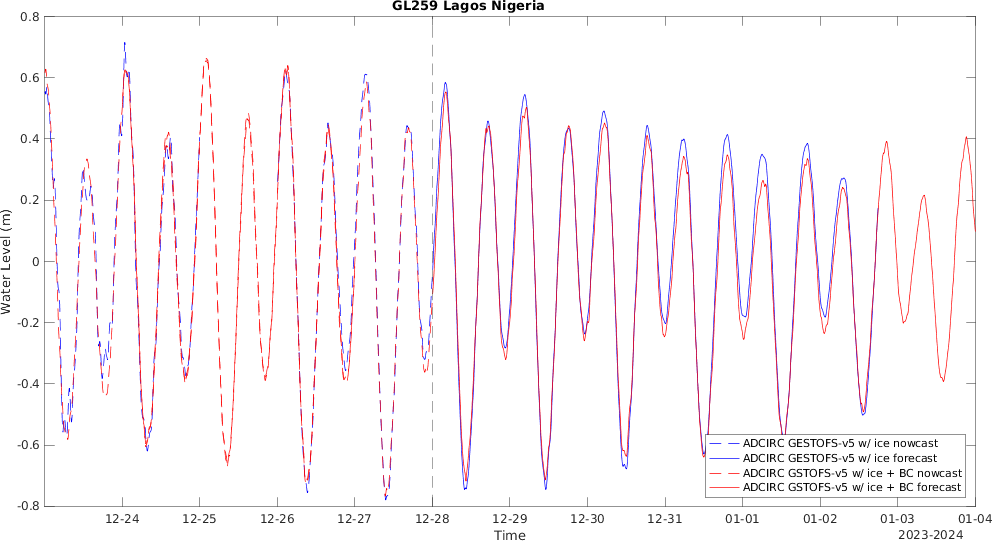 GL259 Lagos Nigeria
0.8
0.6
0.4
0.2
0
-0.2
-0.4
-0.6
-0.8
Water Level (m)
12-24 12-25 12-26 12-27 12-28 12-29 12-30 12-31 01-01 01-02 01-03 01-04
Time
2023-2024
ADCIRC GESTOFS-v5 w/ ice nowcast
ADCIRC GESTOFS-v5 w/ ice forecast
ADCIRC GSTOFS-v5 w/ ice + BC nowcast
ADCIRC GSTOFS-v5 w/ ice + BC forecast